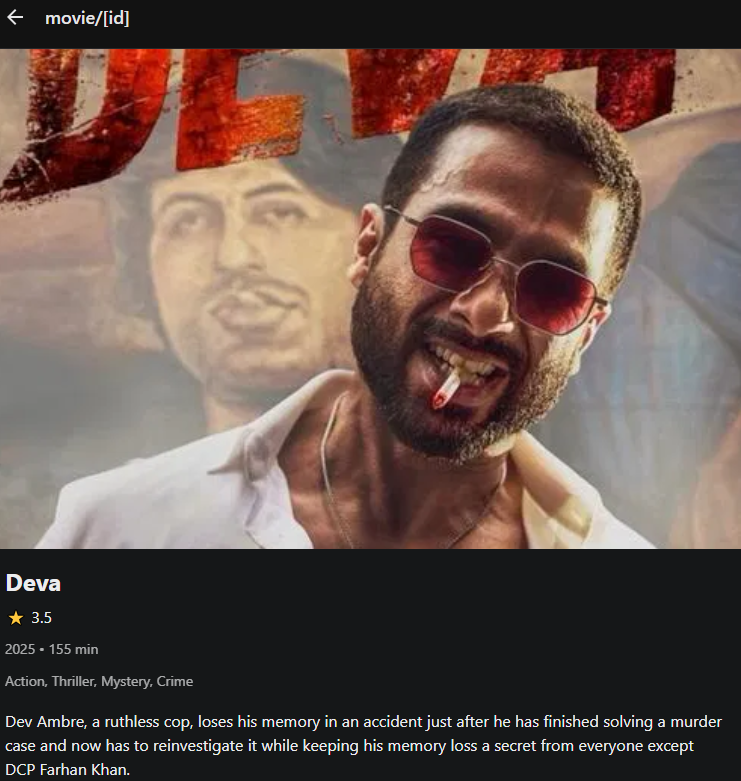 movie/[id]
DEVA
Deva
3.5
2025 • 155 min
Action, Thriller, Mystery, Crime
Dev Ambre, a ruthless cop, loses his memory in an accident just after he has finished solving a murder
case and now has to reinvestigate it while keeping his memory loss a secret from everyone except
DCP Farhan Khan.